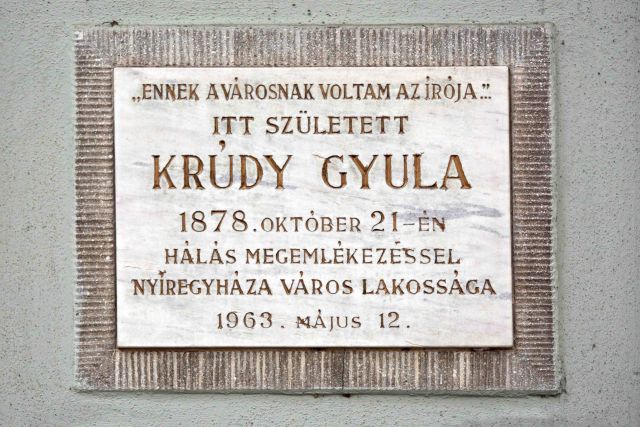 „ENNEK A VÁROSNAK VOLTAM AZ ÍRÓJA..."
ITT SZÜLETETT
KRÚDY GYULA
1878. OKTÓBER 21-ÉN
HÁLÁS MEGEMLÉKEZÉSSEL
NYÍREGYHÁZA VÁROS LAKOSSÁGA
1963. MÁJUS 12.